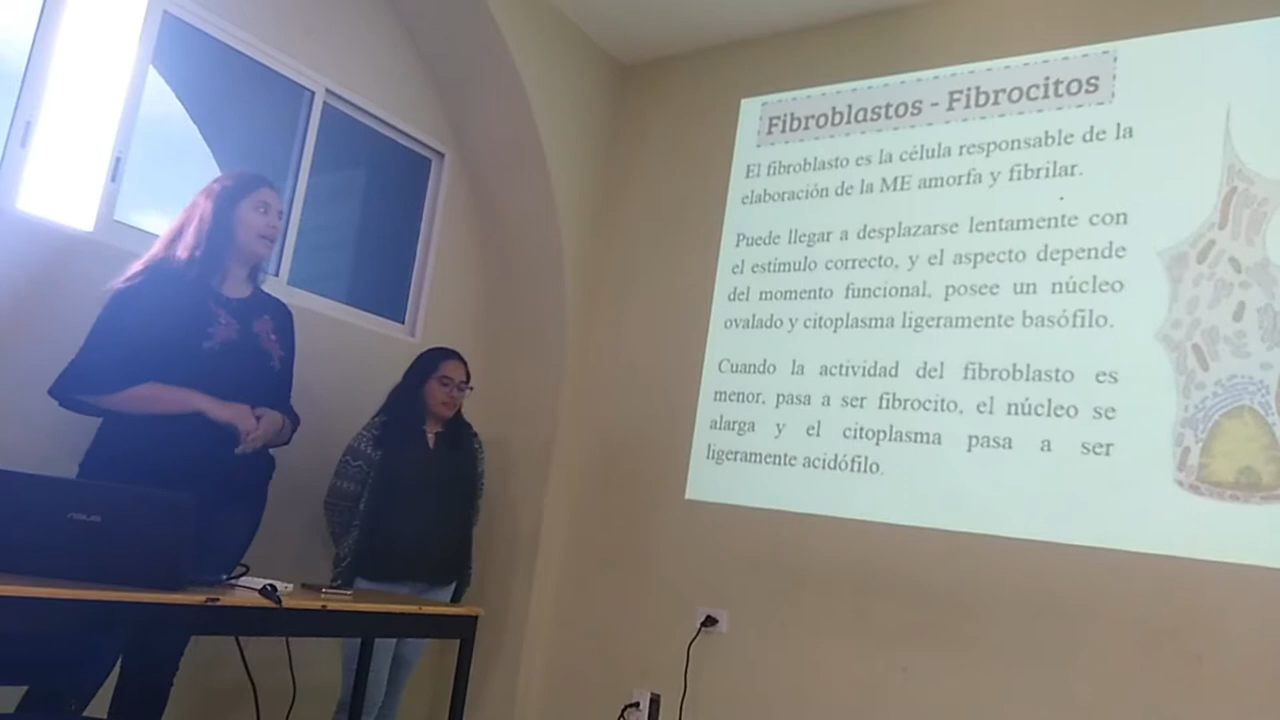 Fibroblastos - Fibrocitos
El fibroblasto es la célula responsable de la
elaboración de la ME amorfa y fibrilar.
Puede llegar a desplazarse lentamente con
el estímulo correcto, y el aspecto depende
del momento funcional, posee un núcleo
ovalado y citoplasma ligeramente basófilo.
Cuando la actividad del fibroblasto es
menor, pasa a ser fibrocito, el núcleo se
alarga y el citoplasma pasa a ser
ligeramente acidófilo.
ASUS